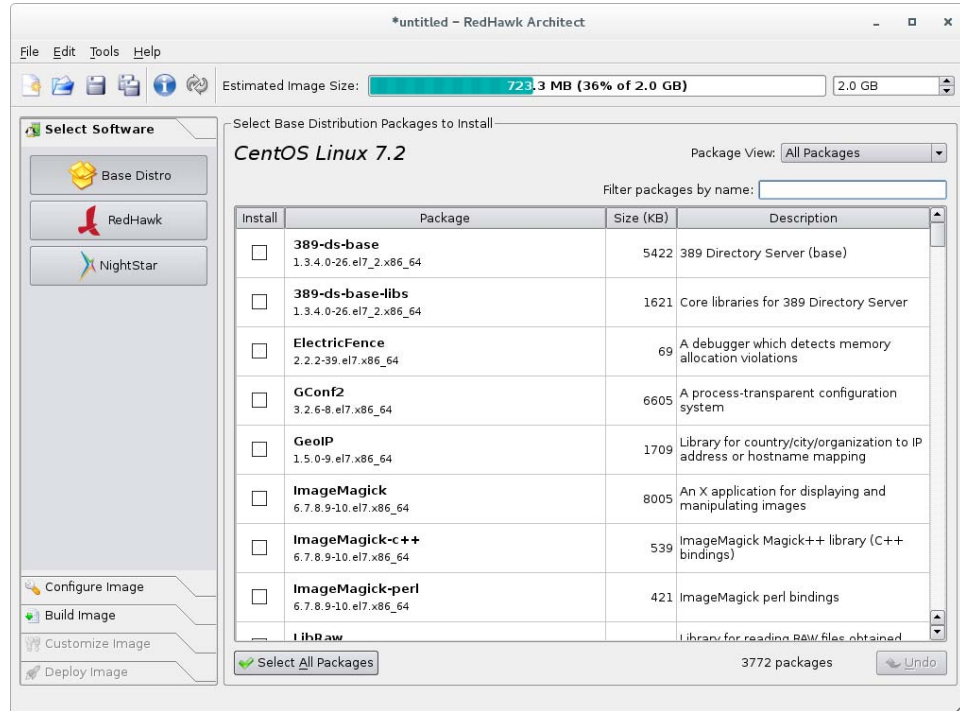 *untitled – RedHawk Architect
File Edit Tools Help
Estimated Image Size: 723.3 MB (36% of 2.0 GB) 2.0 GB
Select Software
Base Distro
RedHawk
NightStar
Configure Image
Build Image
Customize Image
Deploy Image
Select Base Distribution Packages to Install
CentOS Linux 7.2
Package View: All Packages
Filter packages by name:
Install Package Size (KB) Description
389-ds-base
1.3.4.0-26.el7_2.x86_64
5422 389 Directory Server (base)
389-ds-base-libs
1.3.4.0-26.el7_2.x86_64
1621 Core libraries for 389 Directory Server
ElectricFence
2.2.2-39.el7.x86_64
69 A debugger which detects memory
allocation violations
GConf2
3.2.6-8.el7.x86_64
6605 A process-transparent configuration
system
GeoIP
1.5.0-9.el7.x86_64
1709 Library for country/city/organization to IP
address or hostname mapping
ImageMagick
6.7.8.9-10.el7.x86_64
8005 An X application for displaying and
manipulating images
ImageMagick-c++
6.7.8.9-10.el7.x86_64
539 ImageMagick Magick++ library (C++
bindings)
ImageMagick-perl
6.7.8.9-10.el7.x86_64
421 ImageMagick perl bindings
LibRaw
Library for reading RAW files obtained
Select All Packages 3772 packages Undo